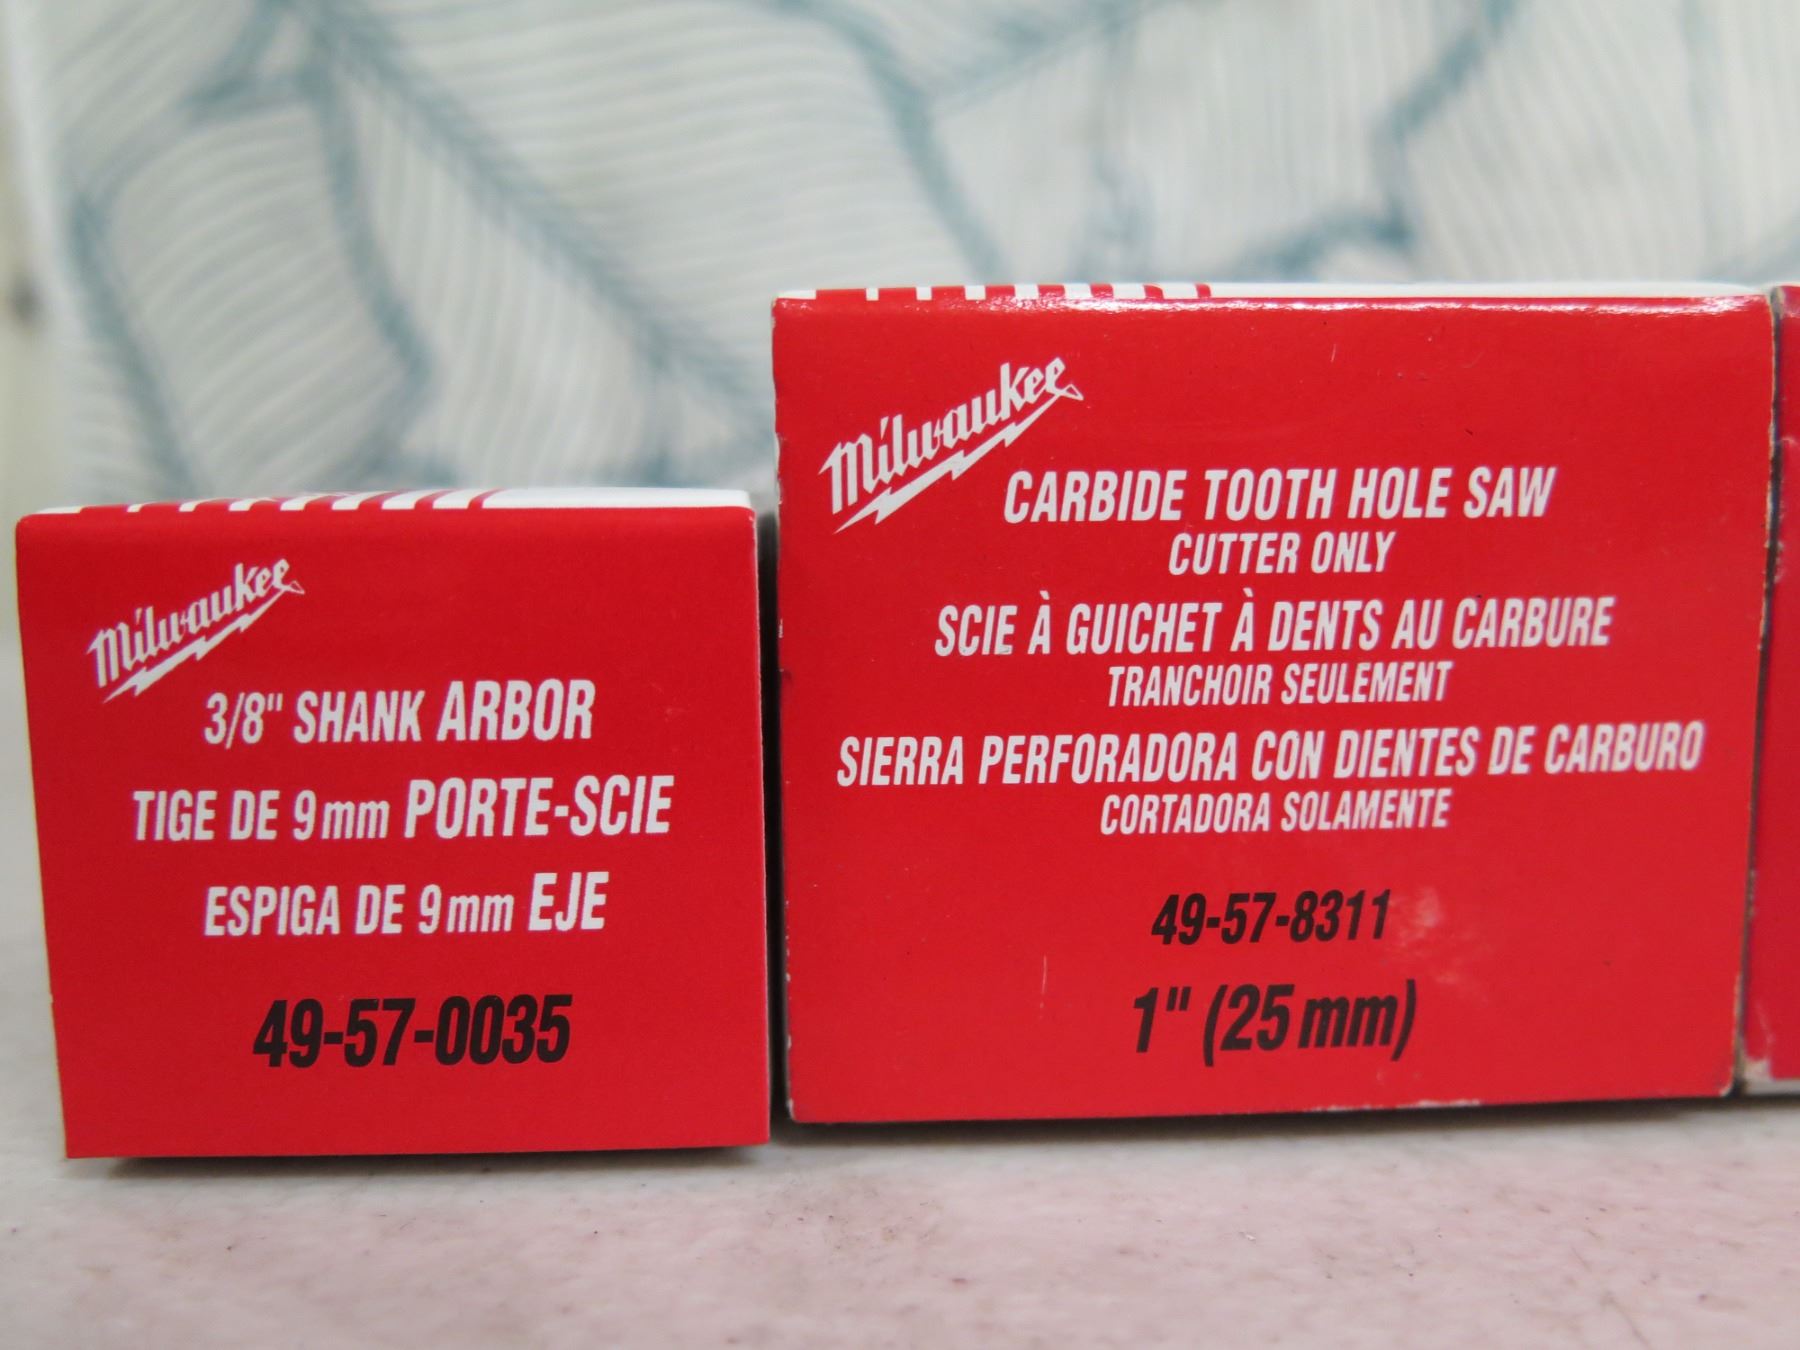 Milwaukee
3/8" SHANK ARBOR
TIGE DE 9mm PORTE-SCIE
ESPIGA DE 9mm EJE
49-57-0035
Milwaukee
CARBIDE TOOTH HOLE SAW
CUTTER ONLY
SCIE À GUICHET À DENTS AU CARBURE
TRANCHOIR SEULEMENT
SIERRA PERFORADORA CON DIENTES DE CARBURO
CORTADORA SOLAMENTE
49-57-8311
1" (25mm)